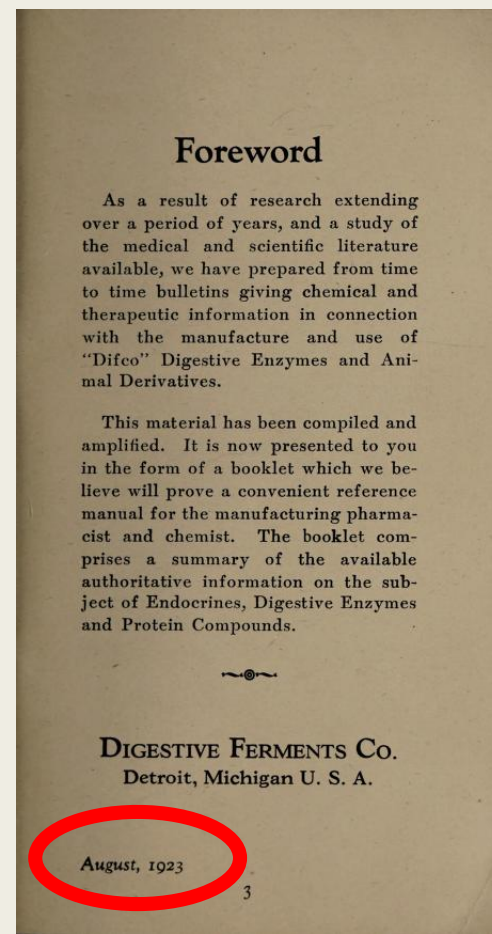 Foreword
As a result of research extending
over a period of years, and a study of
the medical and scientific literature
available, we have prepared from time
to time bulletins giving chemical and
therapeutic information in connection
with the manufacture and use of
"Difco" Digestive Enzymes and Ani-
mal Derivatives.
This material has been compiled and
amplified. It is now presented to you
in the form of a booklet which we be-
lieve will prove a convenient reference
manual for the manufacturing pharma-
cist and chemist. The booklet com-
prises a summary of the available
authoritative information on the sub-
ject of Endocrines, Digestive Enzymes
and Protein Compounds.
DIGESTIVE FERMENTS CO.
Detroit, Michigan U. S. A.
August, 1923
3